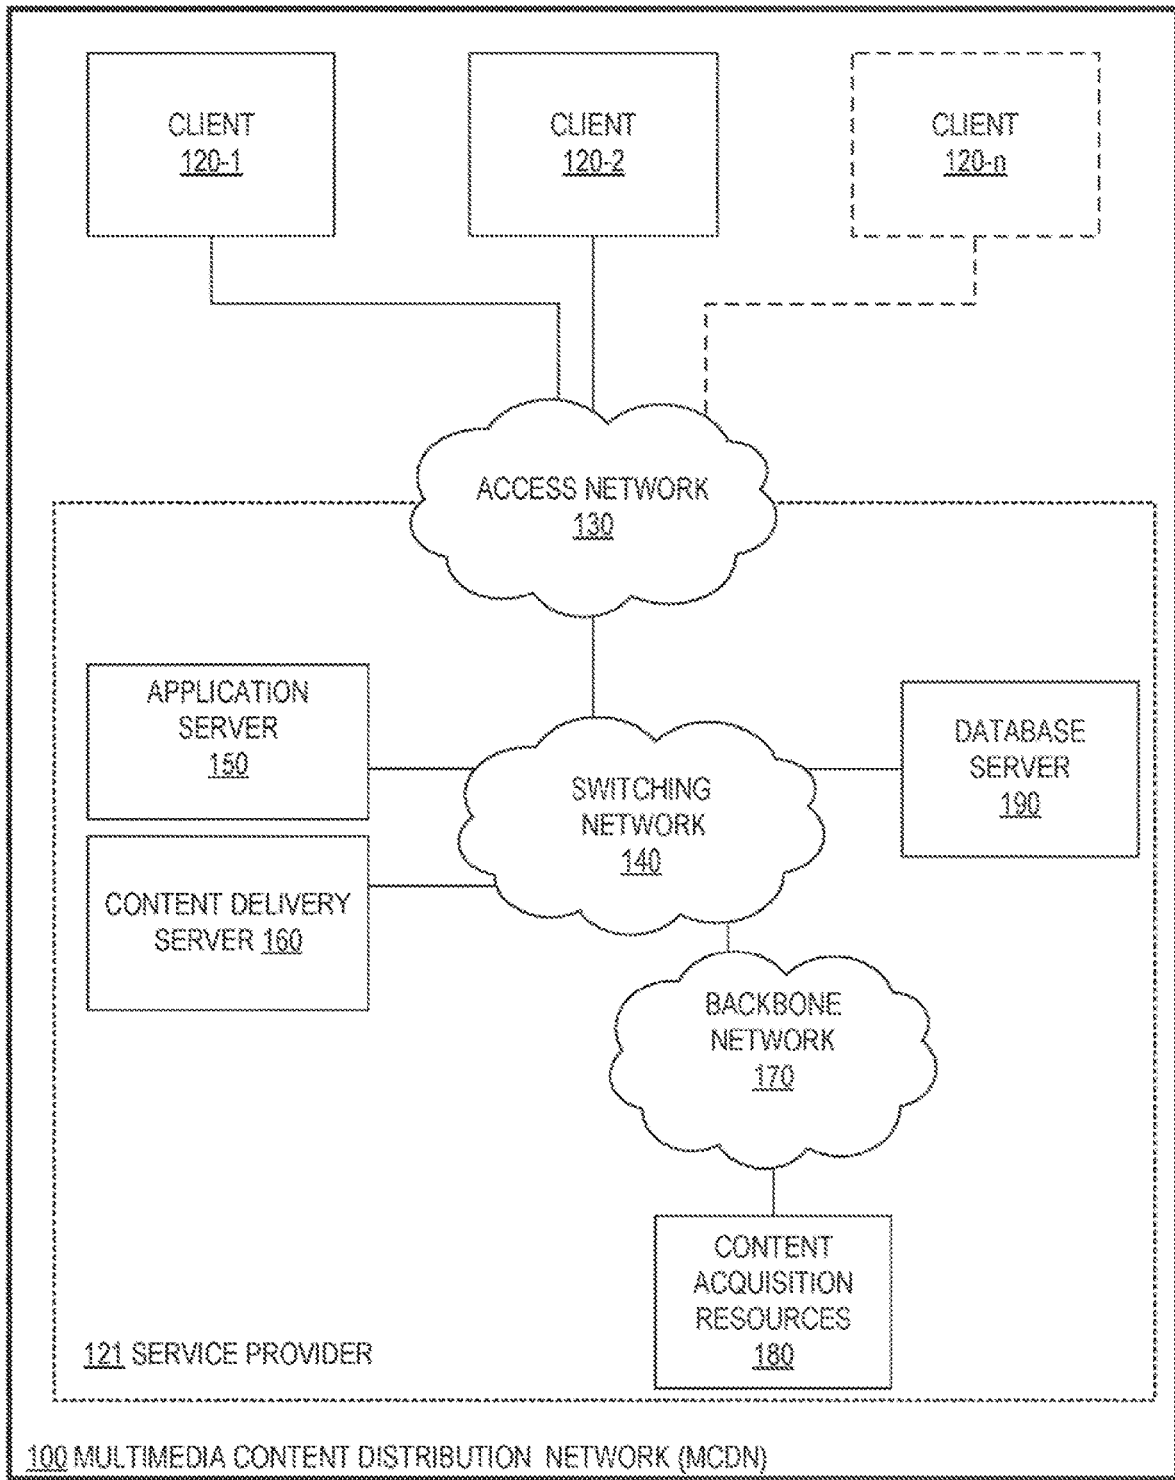 CLIENT
120-1
CLIENT
120-2
CLIENT
120-n
ACCESS NETWORK
130
APPLICATION
SERVER
150
SWITCHING
NETWORK
140
DATABASE
SERVER
190
CONTENT DELIVERY
SERVER 160
BACKBONE
NETWORK
170
CONTENT
ACQUISITION
RESOURCES
180
121 SERVICE PROVIDER
100 MULTIMEDIA CONTENT DISTRIBUTION NETWORK (MCDN)